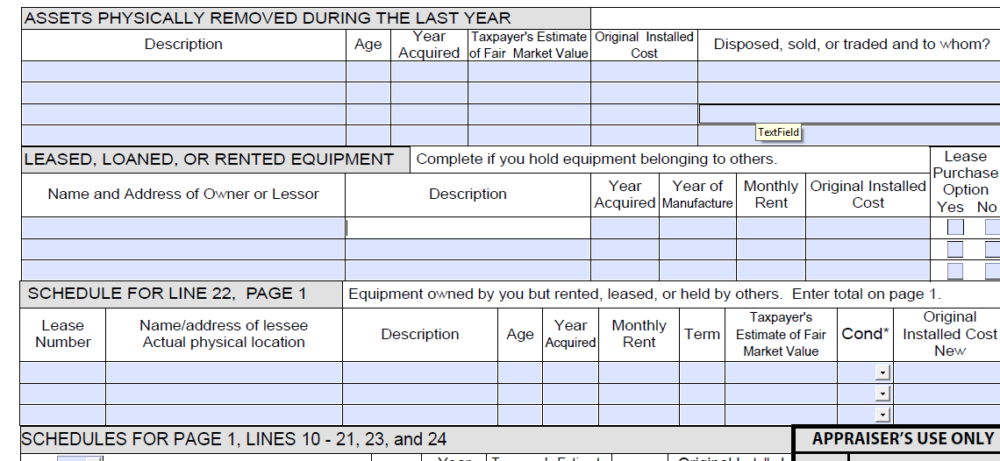 ASSETS PHYSICALLY REMOVED DURING THE LAST YEAR
Description
Age
Year
Acquired
Taxpayer's Estimate
of Fair Market Value
Original Installed
Cost
Disposed, sold, or traded and to whom?
TextField
LEASED, LOANED, OR RENTED EQUIPMENT
Complete if you hold equipment belonging to others.
Name and Address of Owner or Lessor
Description
Year
Acquired
Year of
Manufacture
Monthly
Rent
Original Installed
Cost
Lease
Purchase
Option
Yes No
SCHEDULE FOR LINE 22, PAGE 1
Equipment owned by you but rented, leased, or held by others. Enter total on page 1.
Lease
Number
Name/address of lessee
Actual physical location
Description
Age
Year
Acquired
Monthly
Rent
Term
Taxpayer's
Estimate of Fair
Market Value
Cond*
Original
Installed Cost
New
SCHEDULES FOR PAGE 1, LINES 10 - 21, 23, and 24
APPRAISER'S USE ONLY
Year
Taxpayer's Estimate
Original Installed